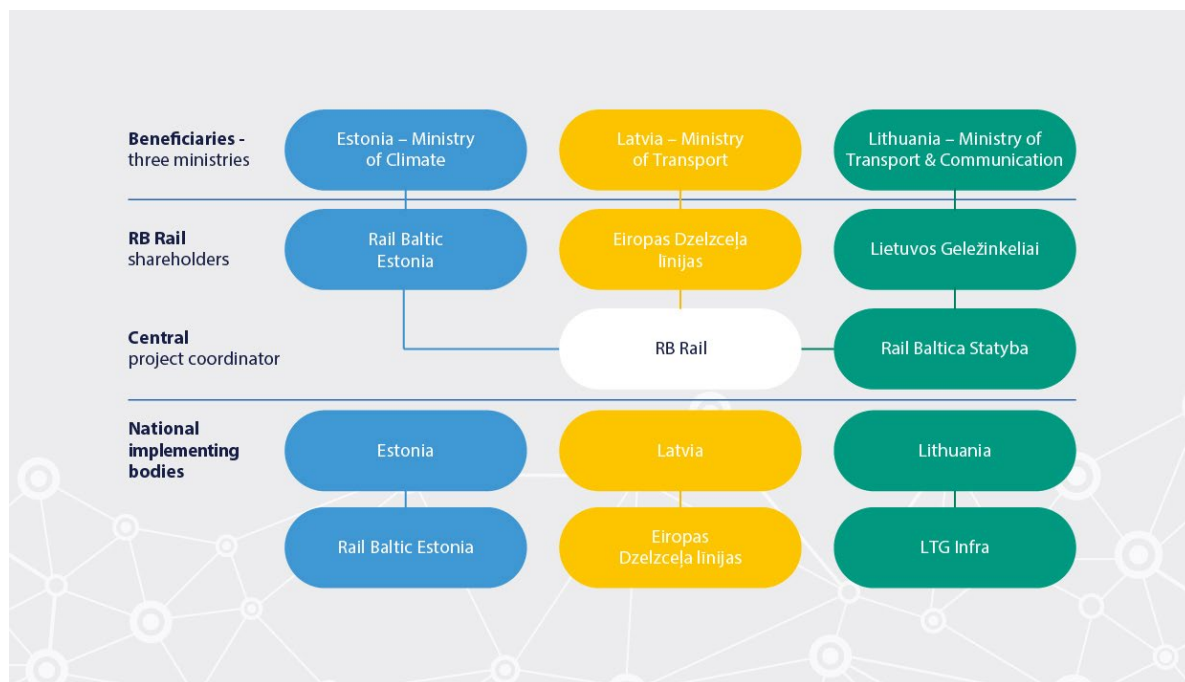 Beneficiaries -
three ministries
Estonia – Ministry
of Climate
Latvia – Ministry
of Transport
Lithuania – Ministry of
Transport & Communication
RB Rail
shareholders
Rail Baltic
Estonia
Eiropas Dzelzceļa
līnijas
Lietuvos Geležinkeliai
Central
project coordinator
RB Rail
Rail Baltica Statyba
National
implementing
bodies
Estonia
Latvia
Lithuania
Rail Baltic Estonia
Eiropas
Dzelzceļa līnijas
LTG Infra